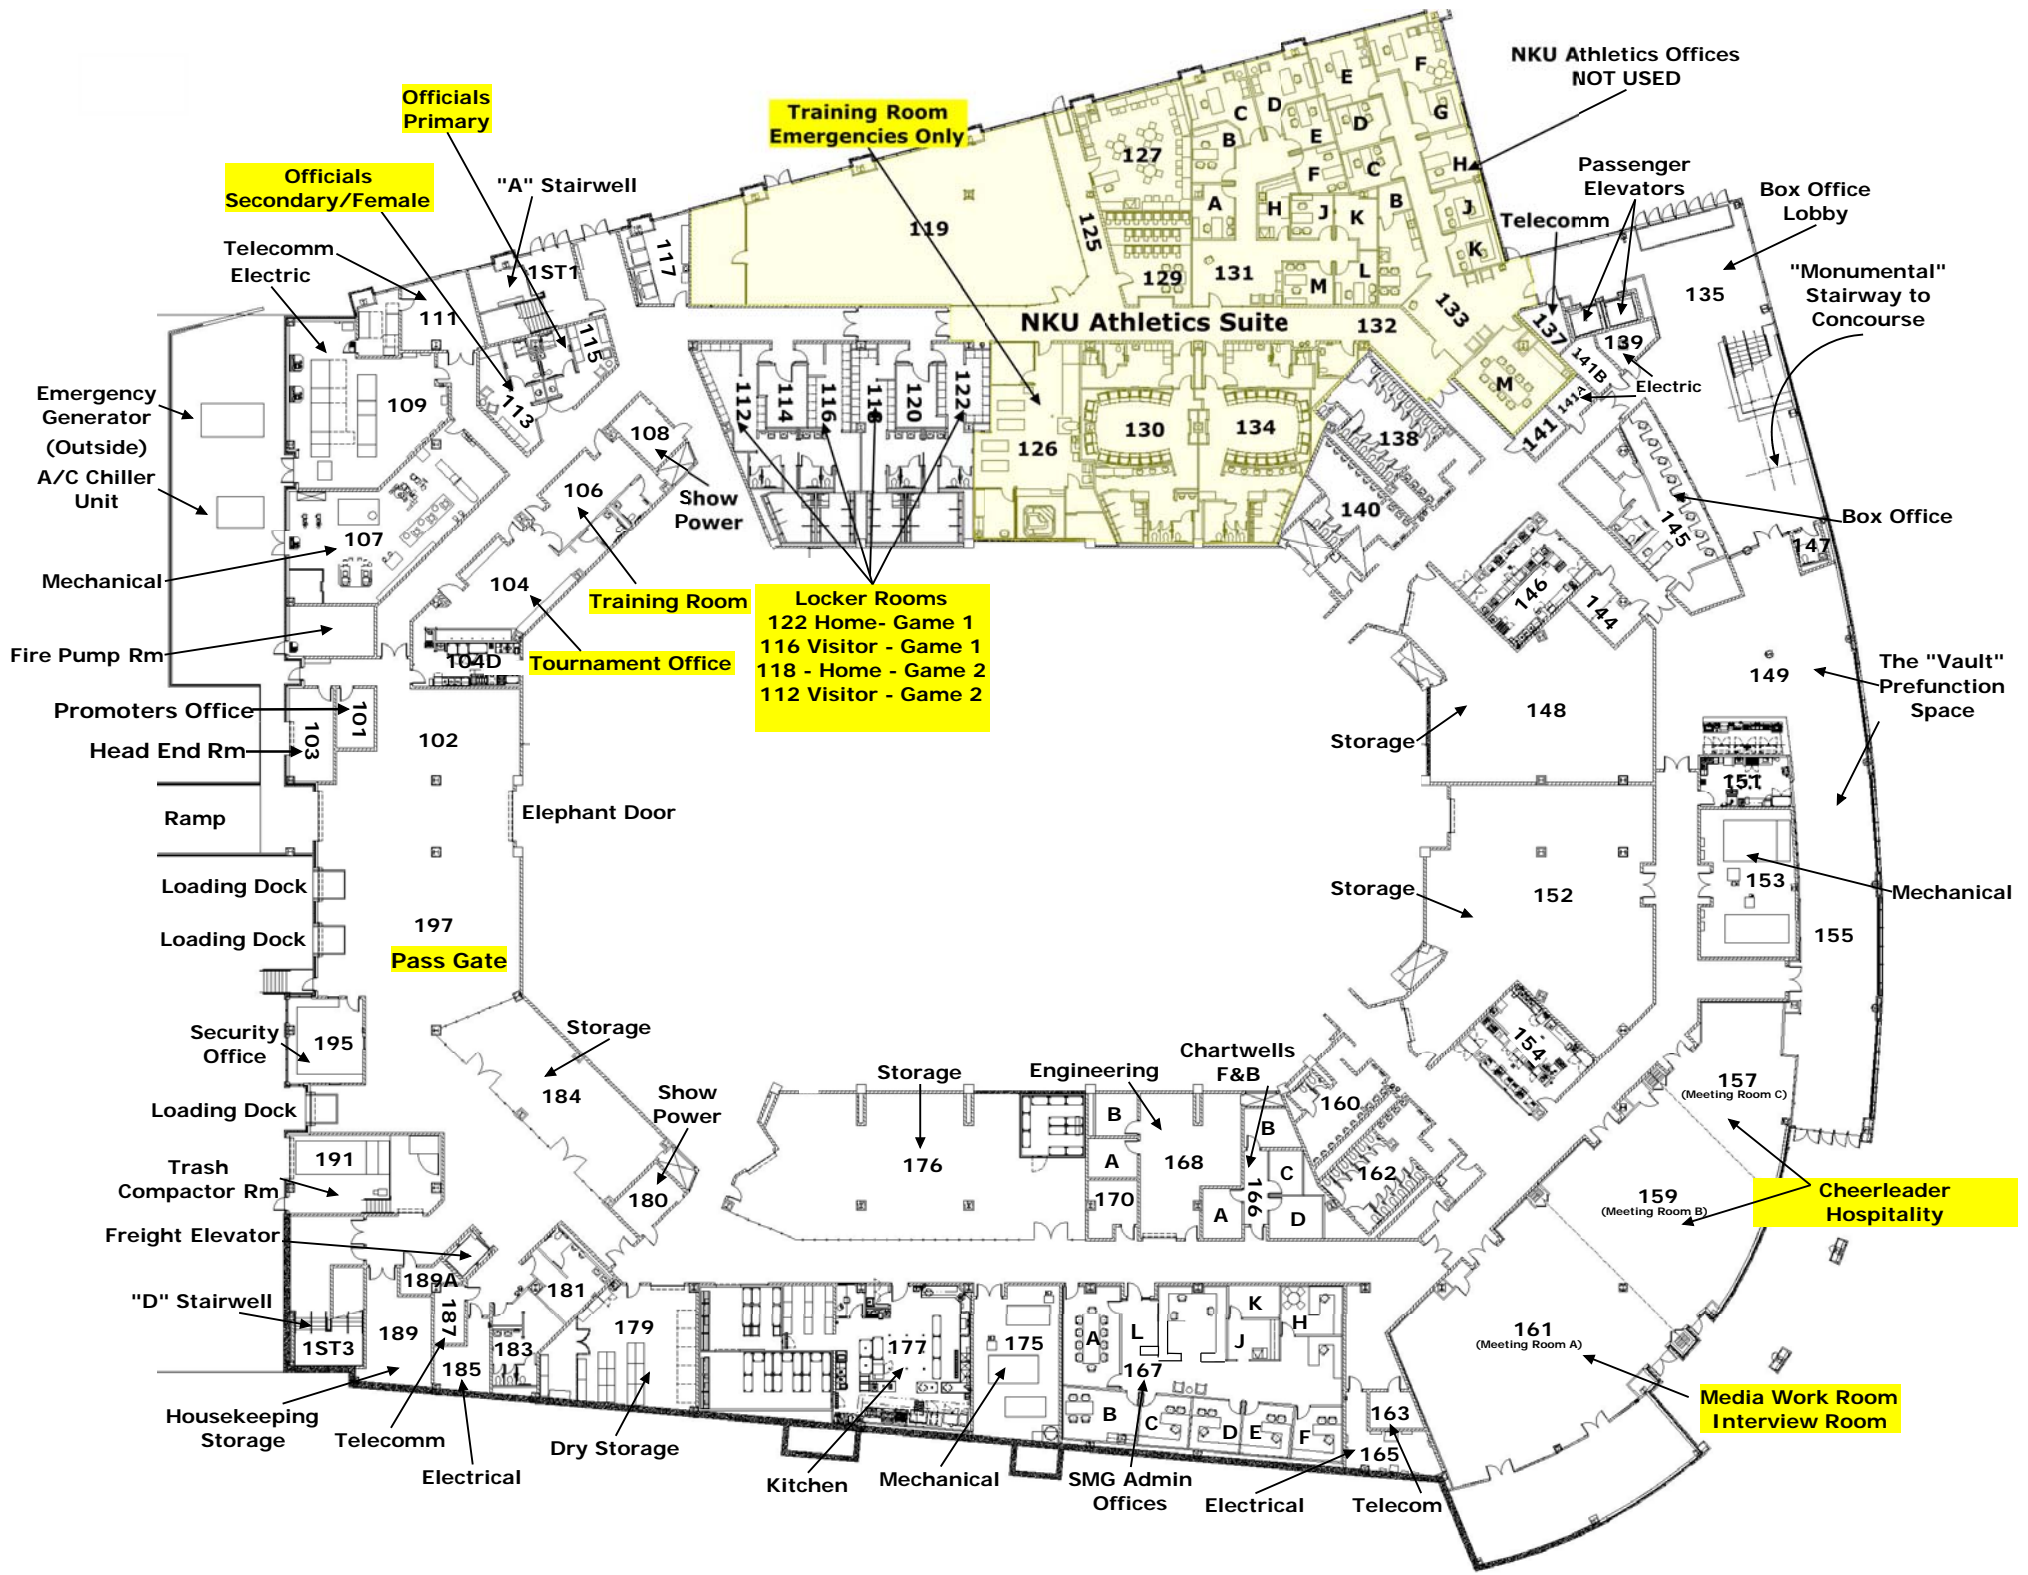 NKU Athletics Offices
NOT USED
Officials
Primary
Training Room
Emergencies Only
Officials
Secondary/Female
"A" Stairwell
Passenger
Elevators
Box Office
Lobby
Telecomm
Telecomm
Electric
"Monumental"
Stairway to
Concourse
Electric
NKU Athletics Suite
Emergency
Generator
(Outside)
A/C Chiller
Unit
Show
Power
Box Office
Mechanical
Training Room
Locker Rooms
122 Home- Game 1
116 Visitor - Game 1
118 - Home - Game 2
112 Visitor - Game 2
Fire Pump Rm
Tournament Office
The "Vault"
Prefunction
Space
Promoters Office
Head End Rm
Storage
Ramp
Elephant Door
Loading Dock
Storage
Mechanical
Loading Dock
Pass Gate
Security
Office
Storage
Chartwells
F&B
Storage
Engineering
Show
Power
Loading Dock
Trash
Compactor Rm
Freight Elevator
"D" Stairwell
Cheerleader
Hospitality
Housekeeping
Storage
Telecomm
Electrical
Dry Storage
Kitchen
Mechanical
SMG Admin
Offices
Electrical
Telecom
Media Work Room
Interview Room
1ST1
111
109
113
115
117
119
125
127
129
131
132
133
A
B
C
D
E
F
H
J
K
L
M
B
C
D
E
F
G
H
J
K
M
135
137
139
141B
141A
141
112
114
116
118
120
122
126
130
134
138
140
145
147
108
106
107
104
104D
146
144
148
149
101
103
102
151
152
153
155
197
195
184
154
157
(Meeting Room C)
159
(Meeting Room B)
161
(Meeting Room A)
160
162
191
180
176
B
A
170
168
B
C
A
166
D
189A
187
189
1ST3
185
181
183
179
177
175
A
L
K
J
H
167
B
C
D
E
F
163
165